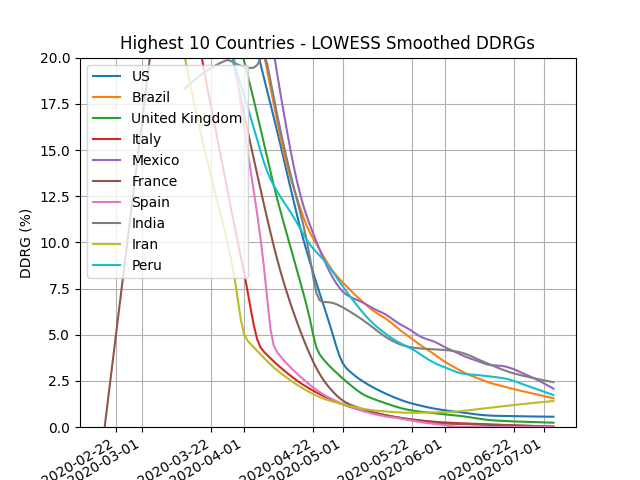 Highest 10 Countries - LOWESS Smoothed DDRGs
DDRG (%)
20.0
17.5
15.0
12.5
10.0
7.5
5.0
2.5
0.0
US
Brazil
United Kingdom
Italy
Mexico
France
Spain
India
Iran
Peru
2020-02-22
2020-03-01
2020-03-22
2020-04-01
2020-04-22
2020-05-01
2020-05-22
2020-06-01
2020-06-22
2020-07-01